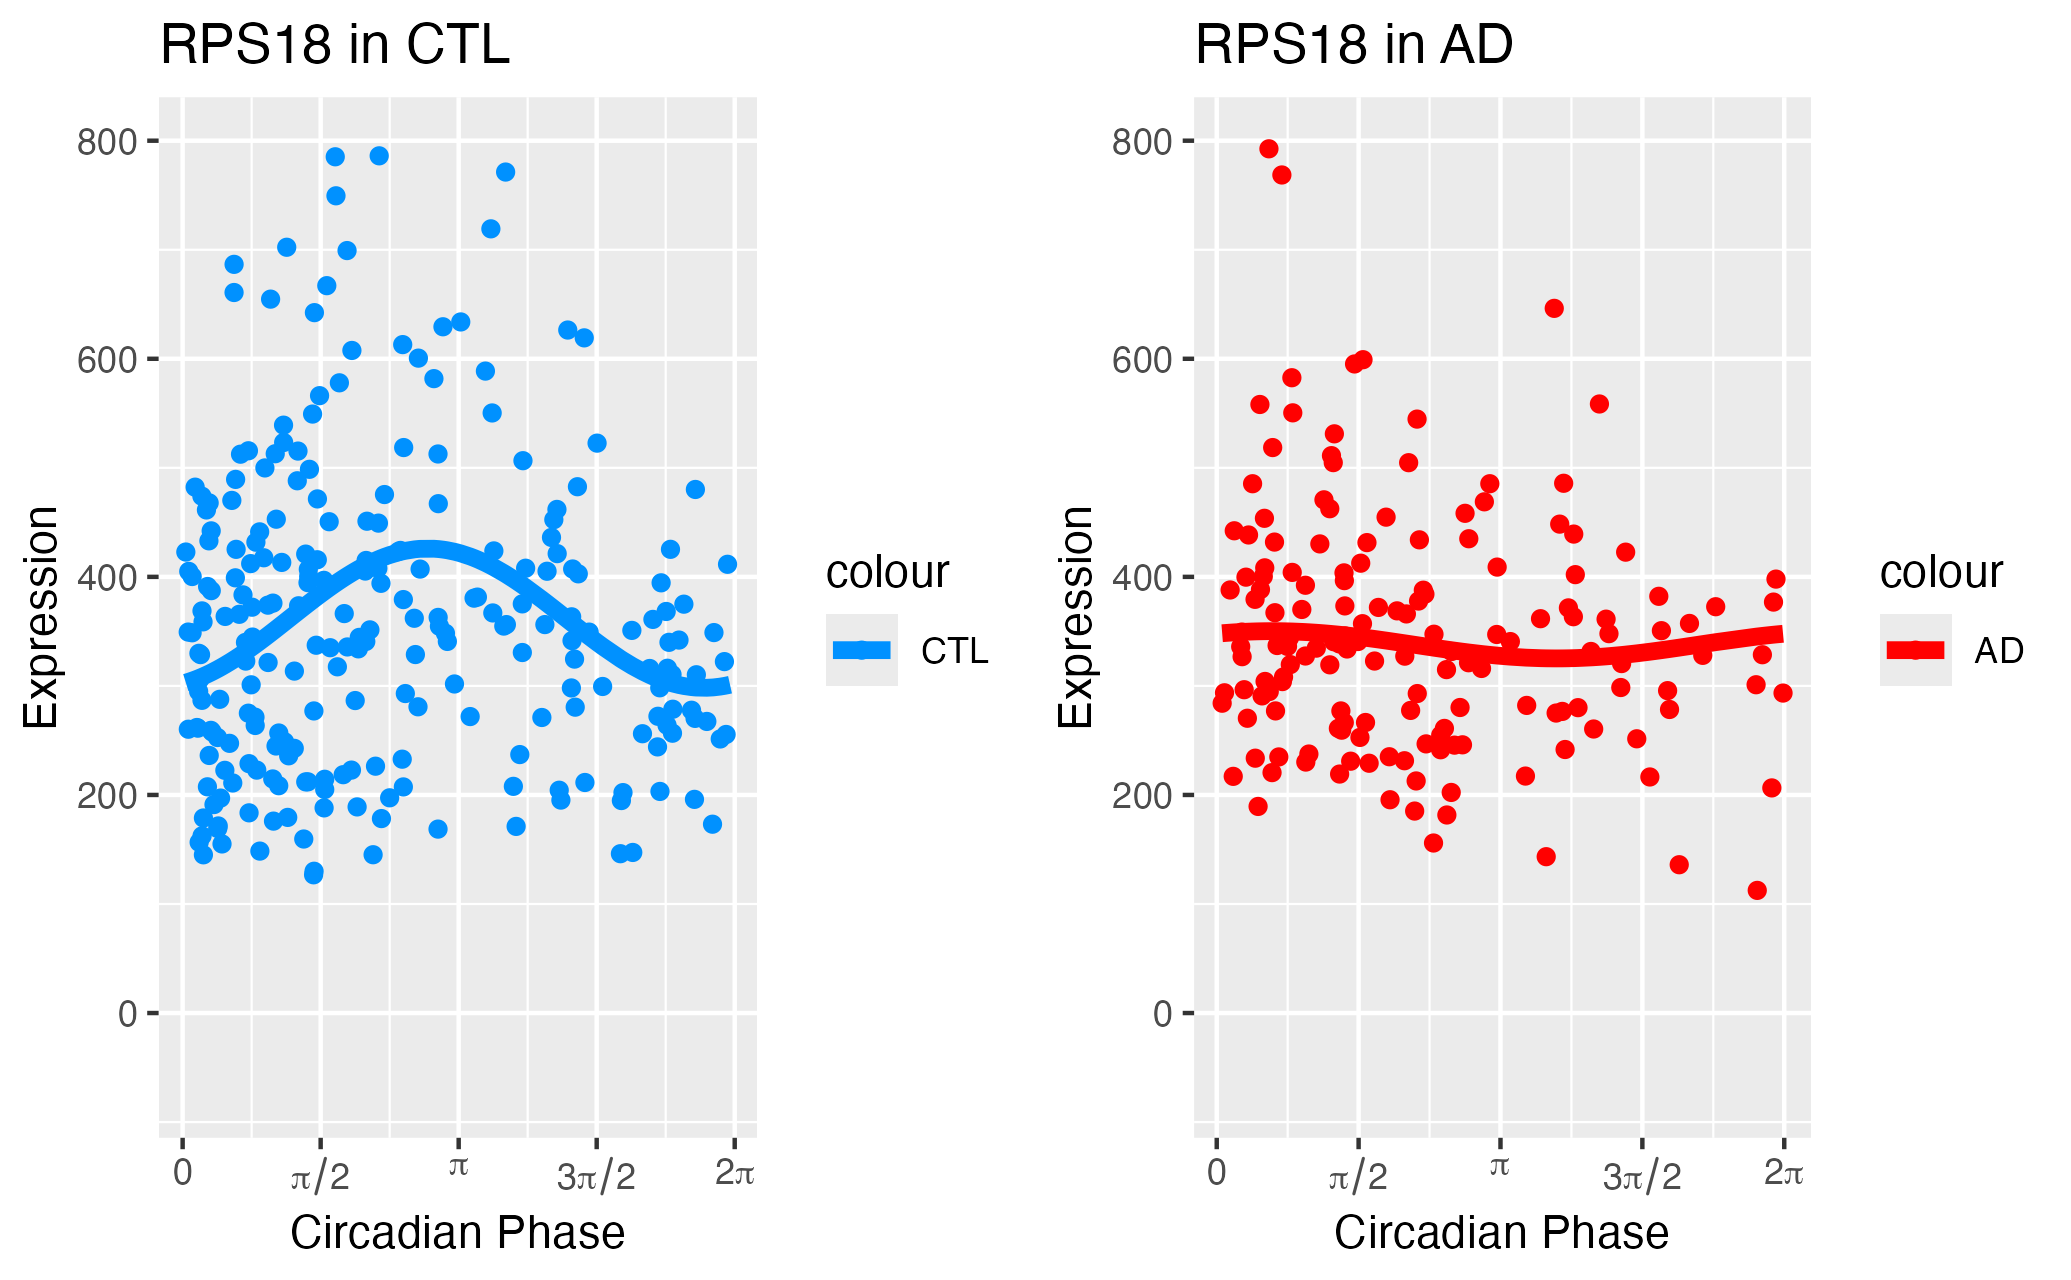 RPS18 in CTL
800
600
400
200
0
Expression
0 π/2 π 3π/2 2π
Circadian Phase
colour
CTL
RPS18 in AD
800
600
400
200
0
Expression
0 π/2 π 3π/2 2π
Circadian Phase
colour
AD